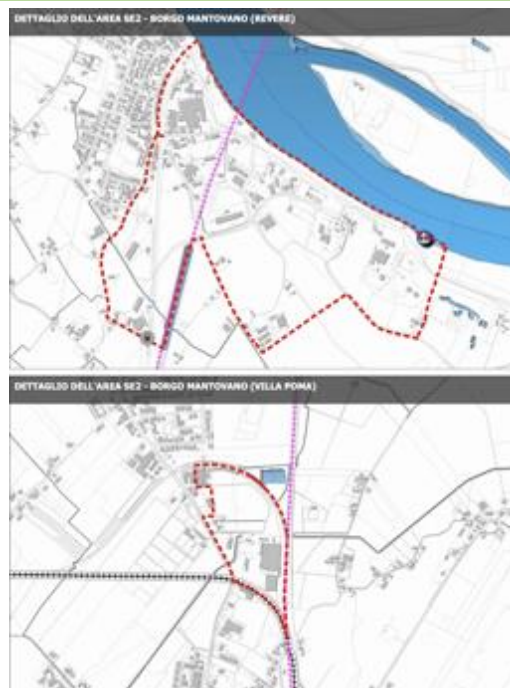 DETTAGLIO DELL'AREA SE2 - BORGO MANTOVANO (REVERE)
DETTAGLIO DELL'AREA SE2 - BORGO MANTOVANO (VILLA POMA)